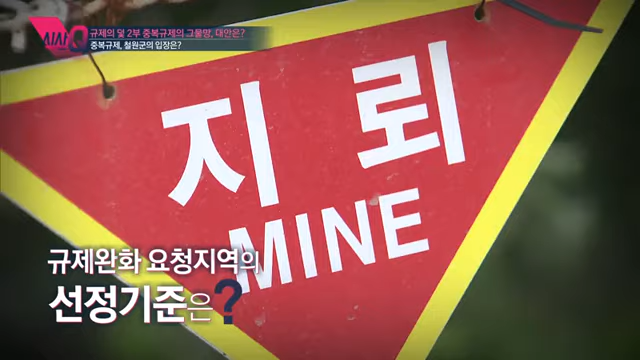 시사Q
규제의 덫 2부 중복규제의 그물망, 대안은?
중복규제, 철원군의 입장은?
지뢰
MINE
규제완화 요청지역의
선정기준은?